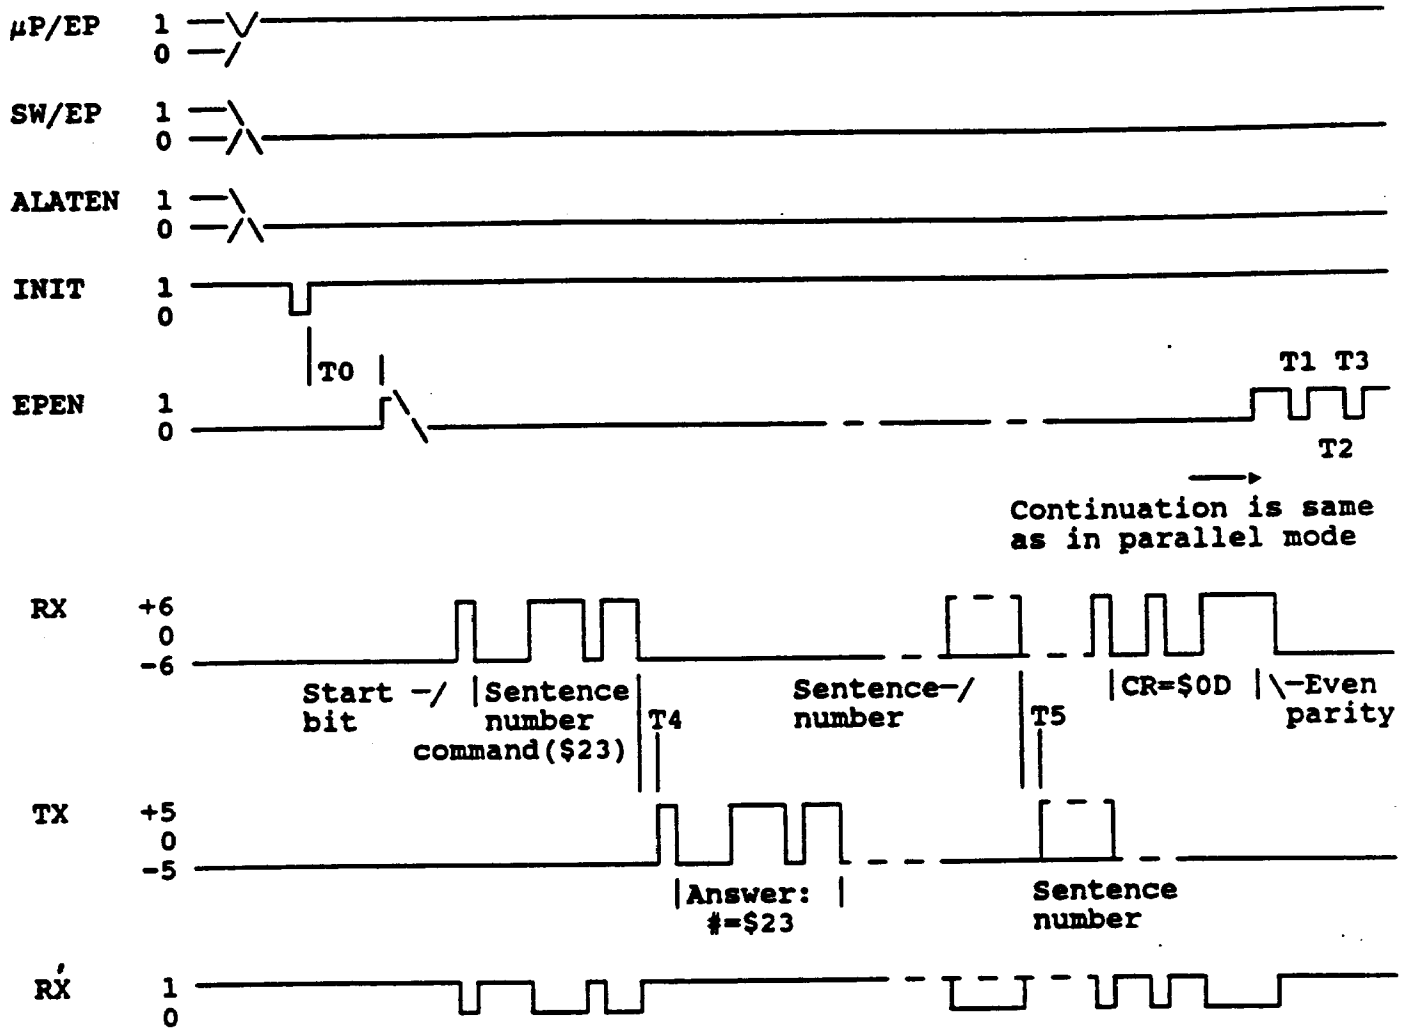 μP/EP 1
0
SW/EP 1
0
ALATEN 1
0
INIT 1
0
T0
T1 T3
EPEN 1
0
T2
Continuation is same
as in parallel mode
RX +6
0
-6
Start -/ |Sentence Sentence-/ |CR=$0D |\-Even
bit number T4 number T5 parity
command($23)
TX +5
0
-5
|Answer: | Sentence
#=$23 number
RX́ 1
0